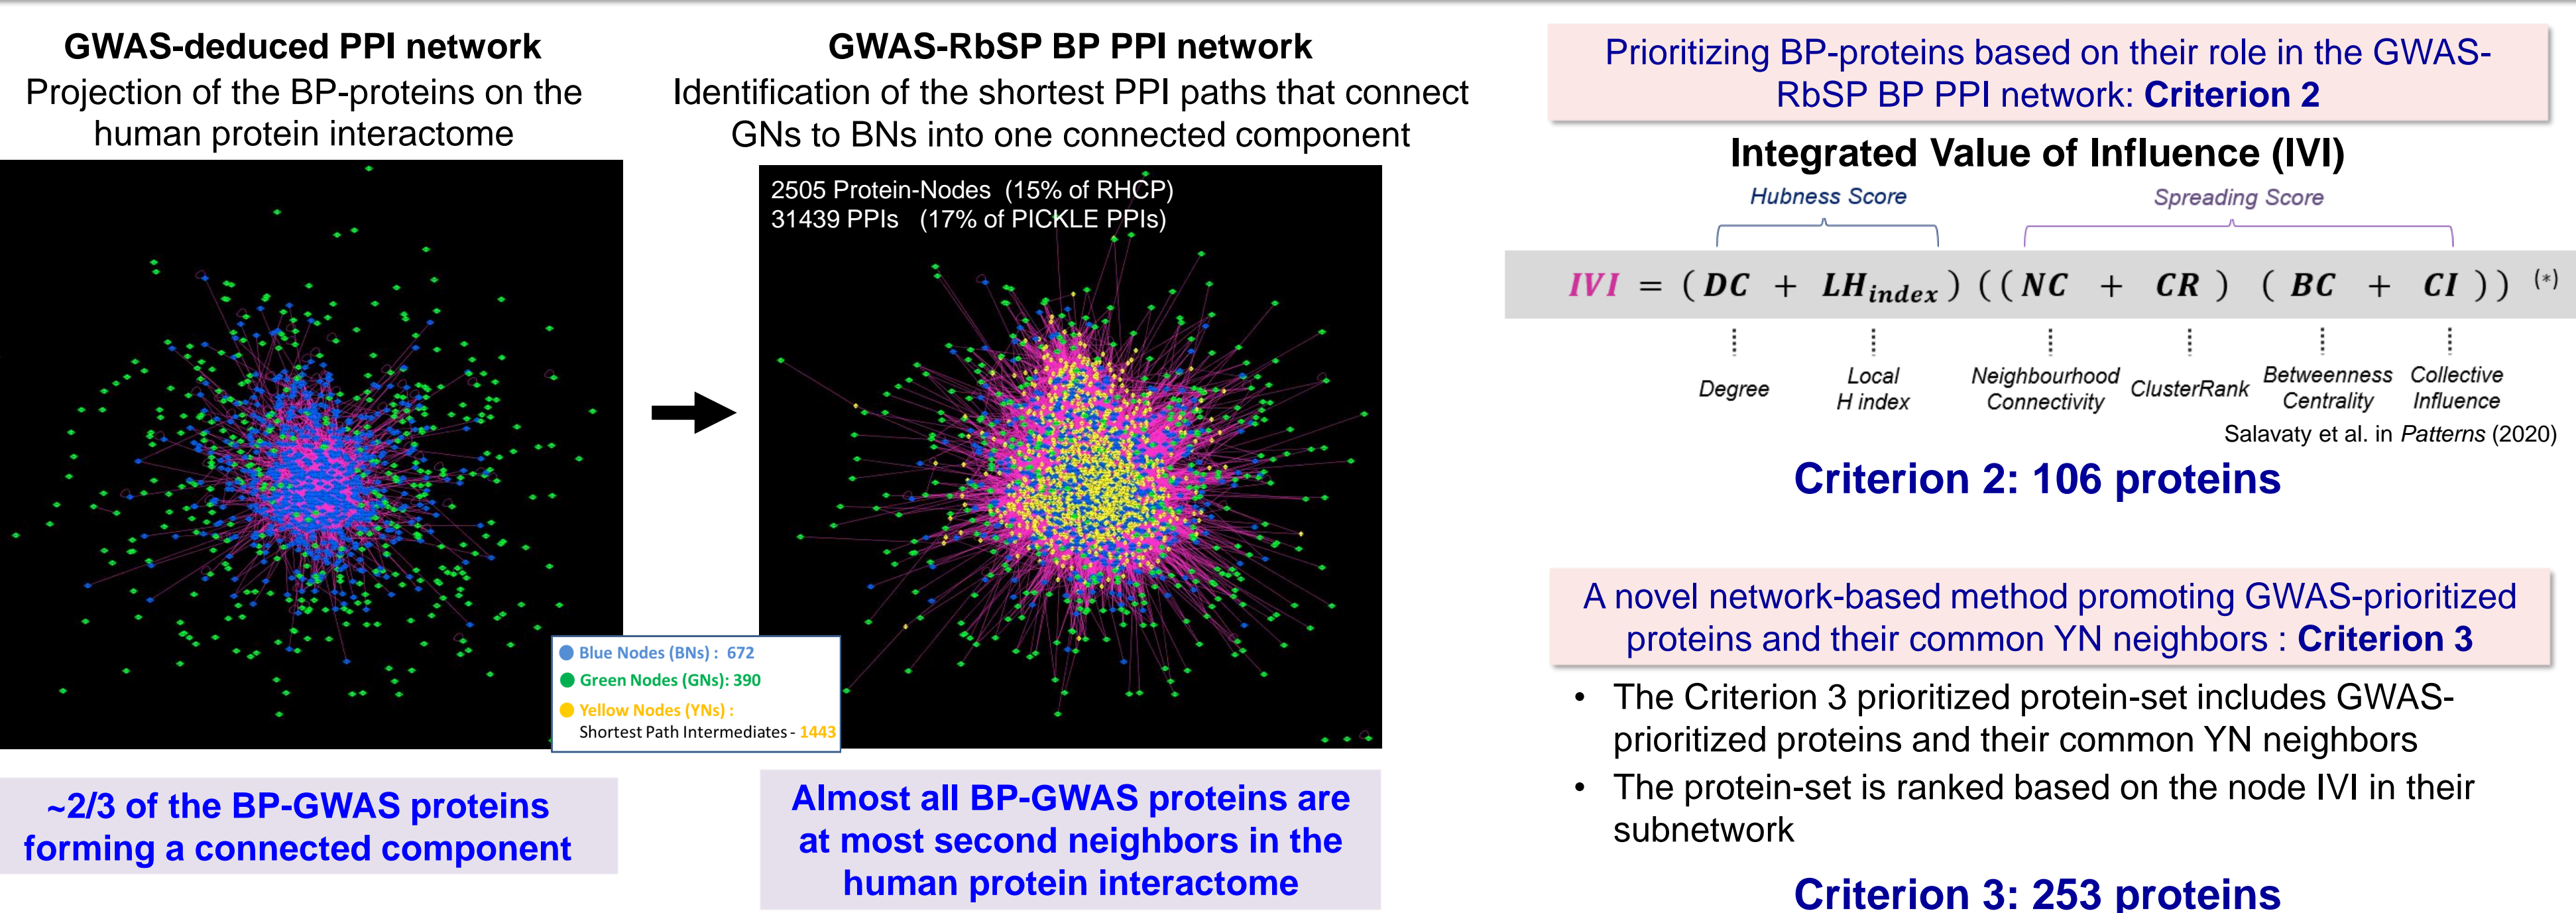 GWAS-deduced PPI network
Projection of the BP-proteins on the
human protein interactome
~2/3 of the BP-GWAS proteins
forming a connected component
GWAS-RbSP BP PPI network
Identification of the shortest PPI paths that connect
GNs to BNs into one connected component
2505 Protein-Nodes (15% of RHCP)
31439 PPIs (17% of PICKLE PPIs)
Blue Nodes (BNs) : 672
Green Nodes (GNs): 390
Yellow Nodes (YNs) :
Shortest Path Intermediates - 1443
Almost all BP-GWAS proteins are
at most second neighbors in the
human protein interactome
Prioritizing BP-proteins based on their role in the GWAS-
RbSP BP PPI network: Criterion 2
Integrated Value of Influence (IVI)
Hubness Score Spreading Score
IVI = ( DC + LH_index ) ( ( NC + CR ) ( BC + CI ) ) (*)
Degree Local H index Neighbourhood Connectivity ClusterRank Betweenness Centrality Collective Influence
Salavaty et al. in Patterns (2020)
Criterion 2: 106 proteins
A novel network-based method promoting GWAS-prioritized
proteins and their common YN neighbors : Criterion 3
• The Criterion 3 prioritized protein-set includes GWAS-
prioritized proteins and their common YN neighbors
• The protein-set is ranked based on the node IVI in their
subnetwork
Criterion 3: 253 proteins